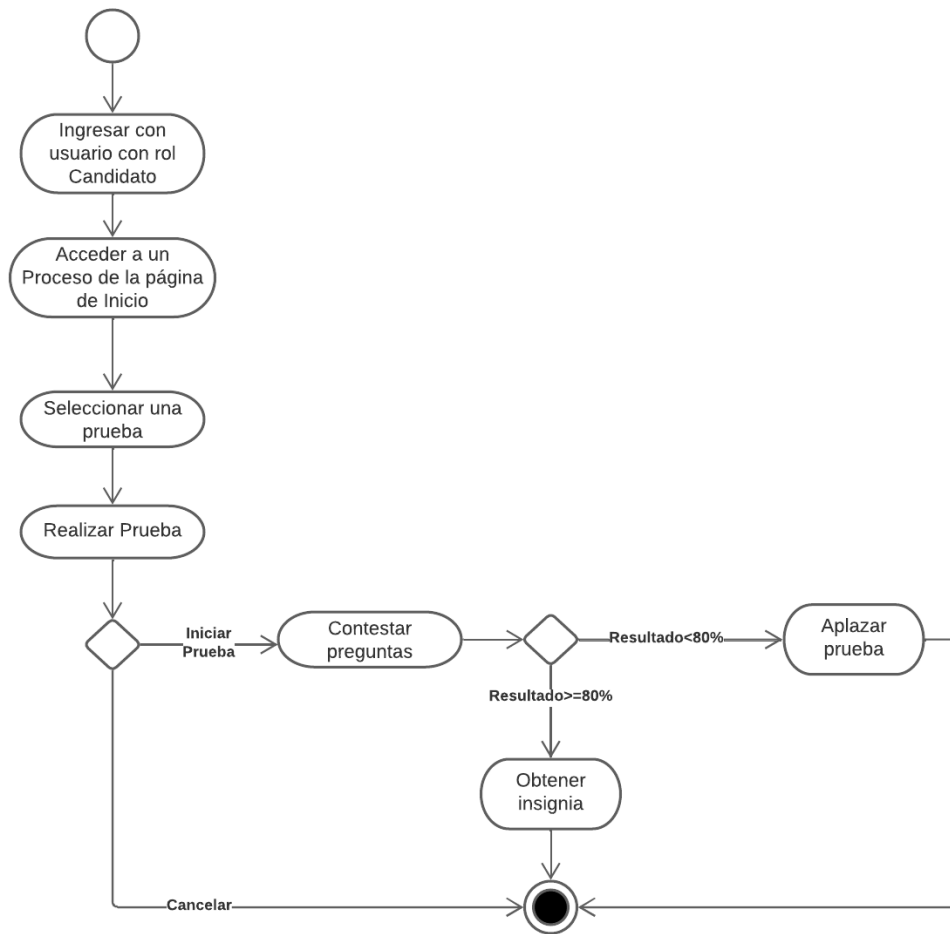 Ingresar con
usuario con rol
Candidato
Acceder a un
Proceso de la página
de Inicio
Seleccionar una
prueba
Realizar Prueba
Iniciar
Prueba
Contestar
preguntas
Resultado<80%
Aplazar
prueba
Resultado>=80%
Obtener
insignia
Cancelar